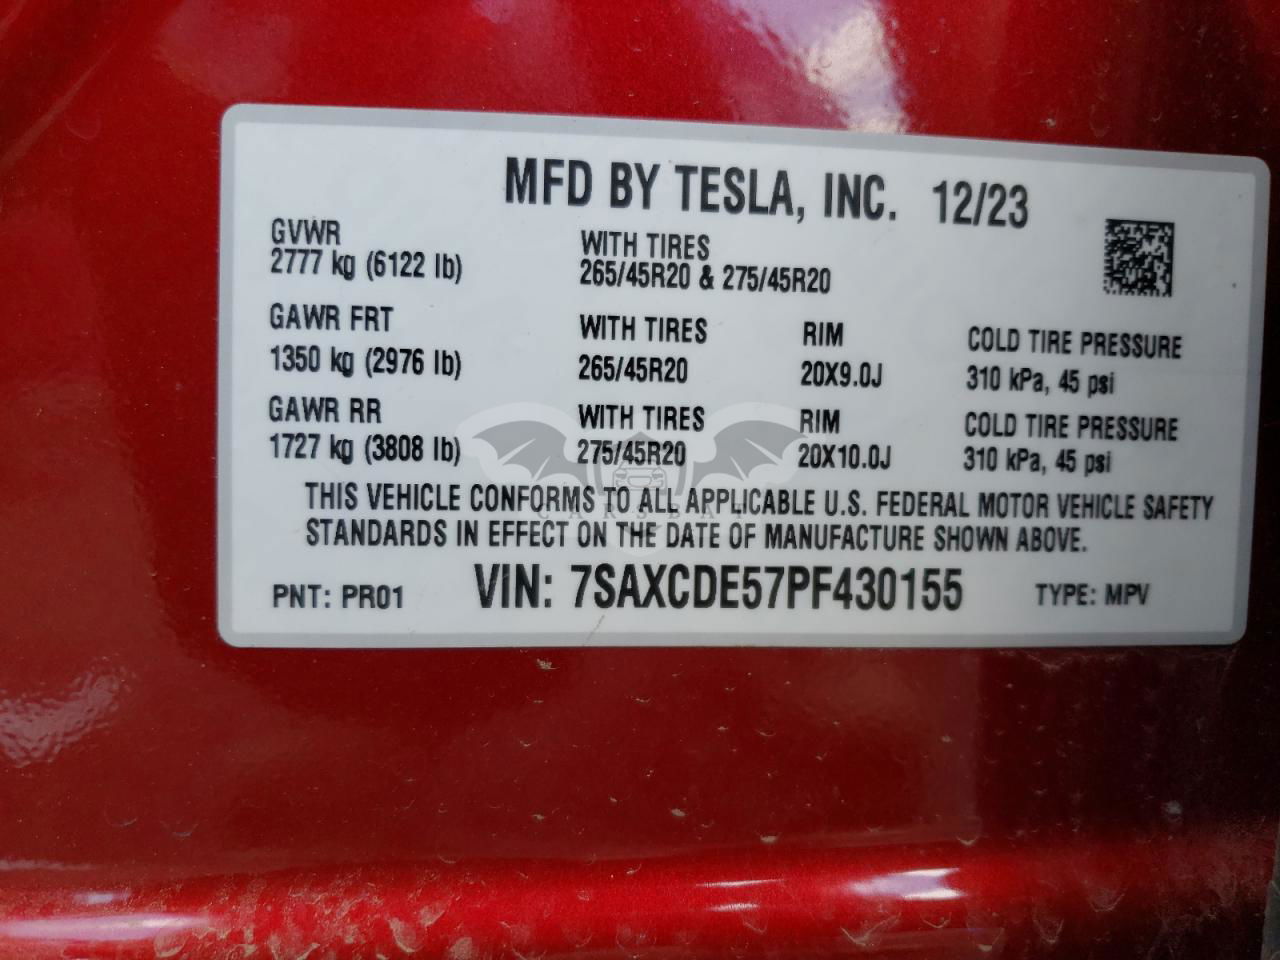 MFD BY TESLA, INC. 12/23
GVWR
2777 kg (6122 lb)
WITH TIRES
265/45R20 & 275/45R20
GAWR FRT
1350 kg (2976 lb)
WITH TIRES
265/45R20
RIM
20X9.0J
COLD TIRE PRESSURE
310 kPa, 45 psi
GAWR RR
1727 kg (3808 lb)
WITH TIRES
275/45R20
RIM
20X10.0J
COLD TIRE PRESSURE
310 kPa, 45 psi
THIS VEHICLE CONFORMS TO ALL APPLICABLE U.S. FEDERAL MOTOR VEHICLE SAFETY
STANDARDS IN EFFECT ON THE DATE OF MANUFACTURE SHOWN ABOVE.
PNT: PR01 VIN: 7SAXCDE57PF430155 TYPE: MPV